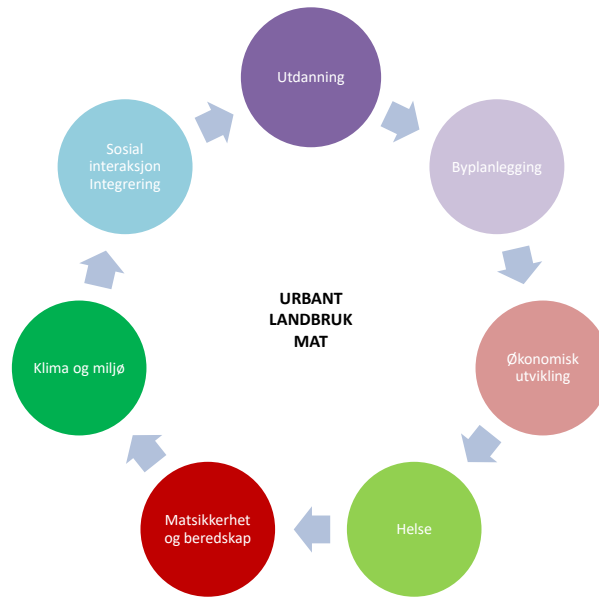 Utdanning
Byplanlegging
Økonomisk
utvikling
Helse
Matsikkerhet
og beredskap
Klima og miljø
Sosial
interaksjon
Integrering
URBANT
LANDBRUK
MAT